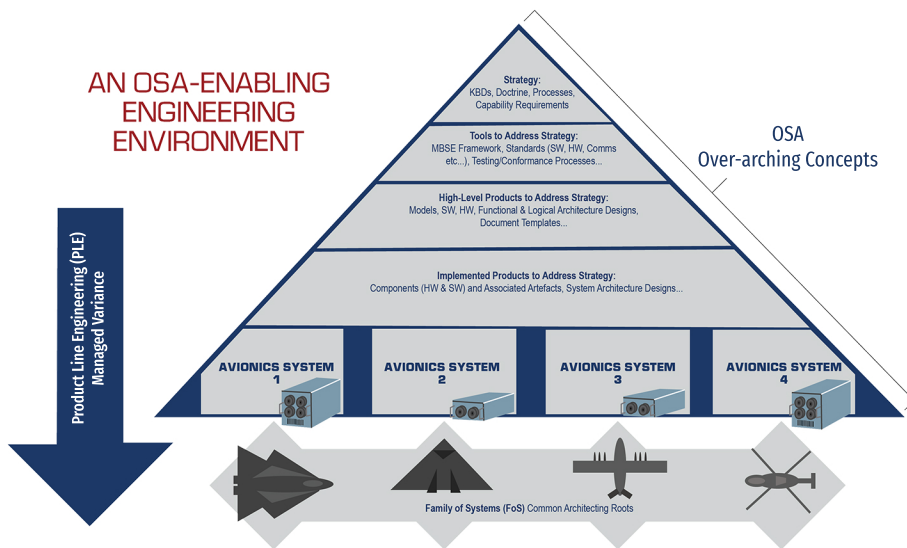 AN OSA-ENABLING
ENGINEERING
ENVIRONMENT
Strategy:
KBDs, Doctrine, Processes,
Capability Requirements
Tools to Address Strategy:
MBSE Framework, Standards (SW, HW, Comms
etc...), Testing/Conformance Processes...
OSA
Over-arching Concepts
High-Level Products to Address Strategy:
Models, SW, HW, Functional & Logical Architecture Designs,
Document Templates...
Product Line Engineering (PLE)
Managed Variance
Implemented Products to Address Strategy:
Components (HW & SW) and Associated Artefacts, System Architecture Designs...
AVIONICS SYSTEM
1
AVIONICS SYSTEM
2
AVIONICS SYSTEM
3
AVIONICS SYSTEM
4
Family of Systems (FoS) Common Architecting Roots